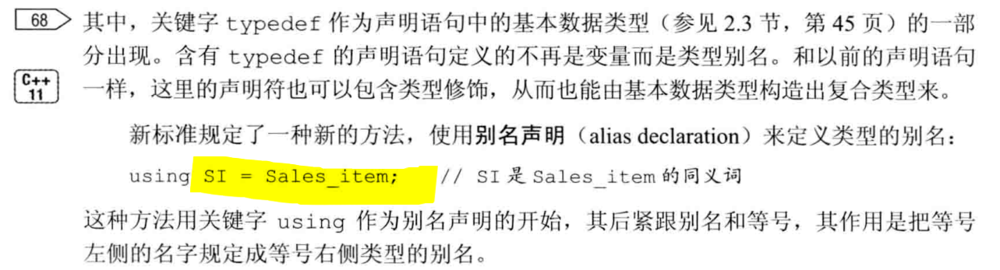 68
其中,关键字 typedef 作为声明语句中的基本数据类型(参见 2.3 节,第 45 页)的一部
分出现。含有 typedef 的声明语句定义的不再是变量而是类型别名。和以前的声明语句
C++
11
一样,这里的声明符也可以包含类型修饰,从而也能由基本数据类型构造出复合类型来。
新标准规定了一种新的方法,使用别名声明(alias declaration)来定义类型的别名:
using SI = Sales_item; // SI 是 Sales_item 的同义词
这种方法用关键字 using 作为别名声明的开始,其后紧跟别名和等号,其作用是把等号
左侧的名字规定成等号右侧类型的别名。